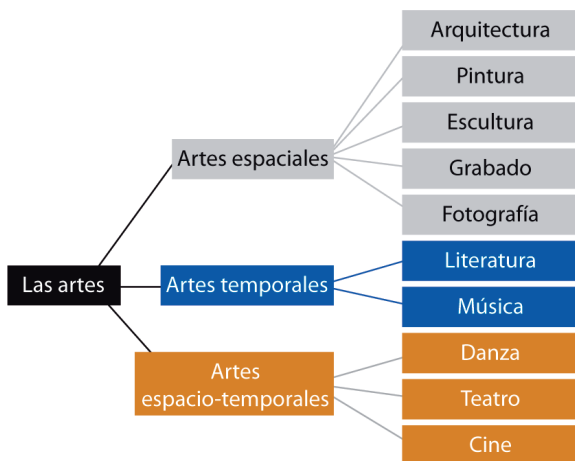 Las artes
Artes espaciales
Arquitectura
Pintura
Escultura
Grabado
Fotografía
Artes temporales
Literatura
Música
Artes
espacio-temporales
Danza
Teatro
Cine